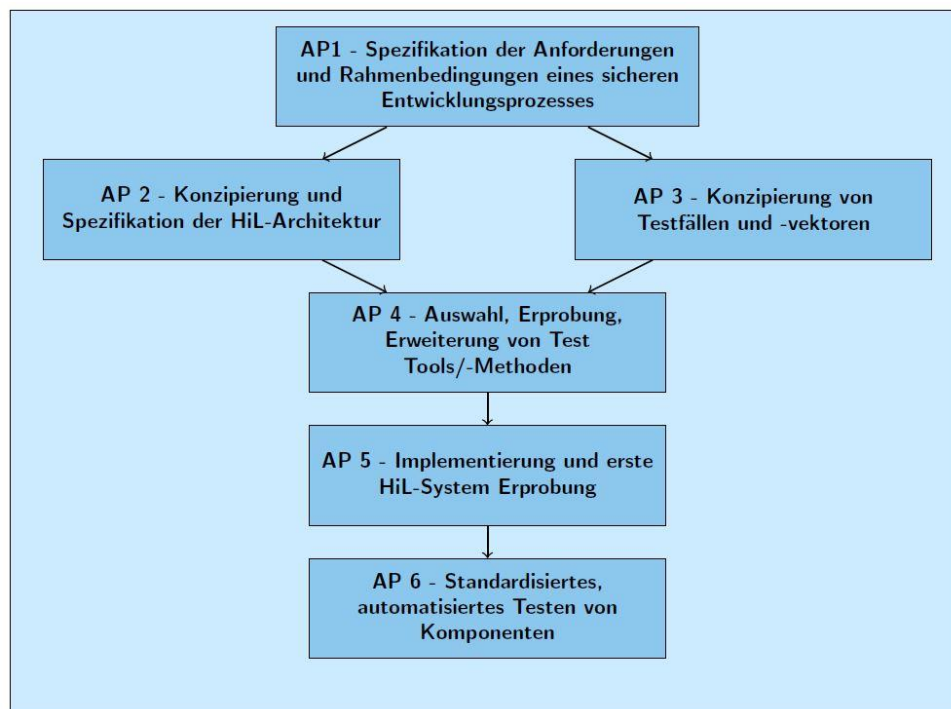 AP1 - Spezifikation der Anforderungen
und Rahmenbedingungen eines sicheren
Entwicklungsprozesses
AP 2 - Konzipierung und
Spezifikation der HiL-Architektur
AP 3 - Konzipierung von
Testfällen und -vektoren
AP 4 - Auswahl, Erprobung,
Erweiterung von Test
Tools/-Methoden
AP 5 - Implementierung und erste
HiL-System Erprobung
AP 6 - Standardisiertes,
automatisiertes Testen von
Komponenten